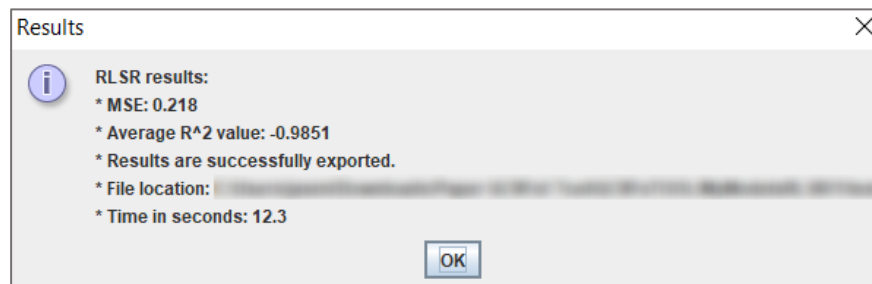 Results
RLSR results:
* MSE: 0.218
* Average R^2 value: -0.9851
* Results are successfully exported.
* File location:
* Time in seconds: 12.3
OK